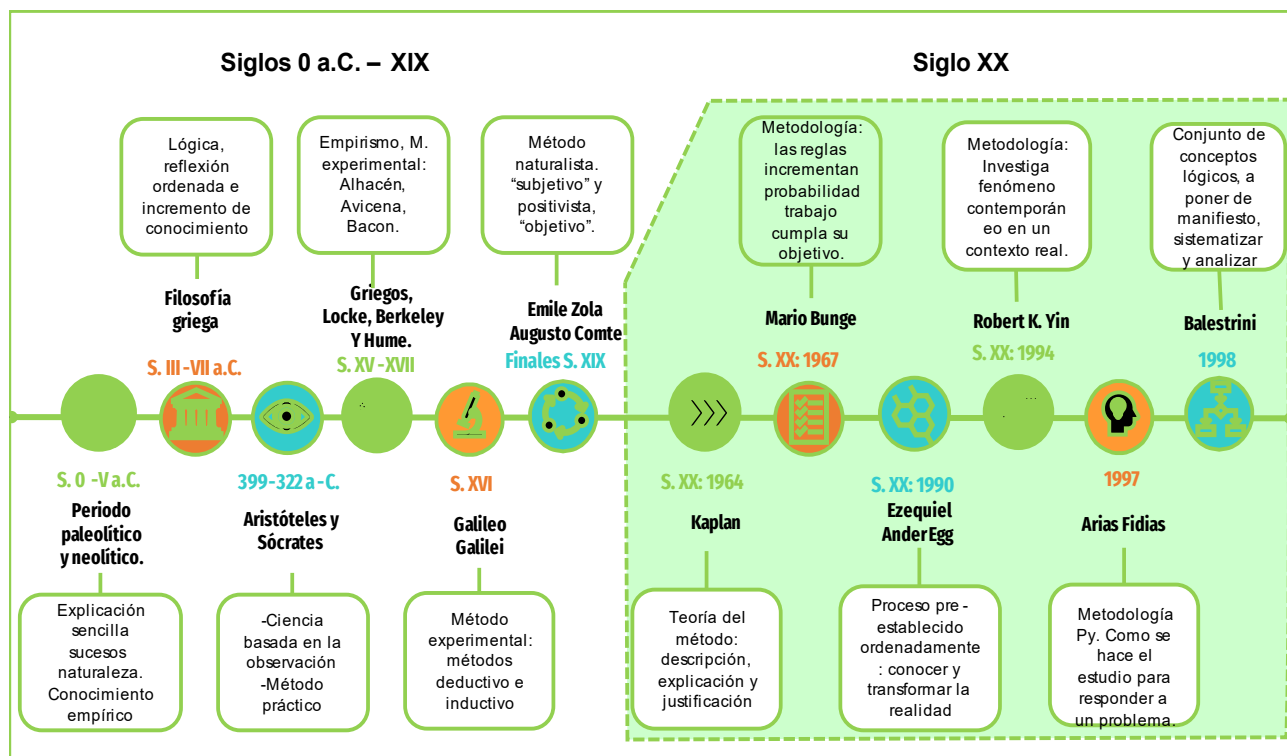 Siglos 0 a.C. – XIX
Siglo XX
Lógica,
reflexión
ordenada e
incremento de
conocimiento
Filosofía
griega
S. III -VII a.C.
Empirismo, M.
experimental:
Alhacén,
Avicena,
Bacon.
Griegos,
Locke, Berkeley
Y Hume.
S. XV -XVII
Método
naturalista.
“subjetivo” y
positivista,
“objetivo”.
Emile Zola
Augusto Comte
Finales S. XIX
Metodología:
las reglas
incrementan
probabilidad
trabajo
cumpla su
objetivo.
Mario Bunge
S. XX: 1967
Metodología:
Investiga
fenómeno
contemporán
eo en un
contexto real.
Robert K. Yin
S. XX: 1994
Conjunto de
conceptos
lógicos, a
poner de
manifiesto,
sistematizar
y analizar
Balestrini
1998
S. 0 -V a.C.
Periodo
paleolítico
y neolítico.
Explicación
sencilla
sucesos
naturaleza.
Conocimiento
empírico
399-322 a -C.
Aristóteles y
Sócrates
-Ciencia
basada en la
observación
-Método
práctico
S. XVI
Galileo
Galilei
Método
experimental:
métodos
deductivo e
inductivo
S. XX: 1964
Kaplan
Teoría del
método:
descripción,
explicación y
justificación
S. XX: 1990
Ezequiel
AnderEgg
Proceso pre -
establecido
ordenadamente
: conocer y
transformar la
realidad
1997
Arias Fidias
Metodología
Py. Como se
hace el
estudio para
responder a
un problema.